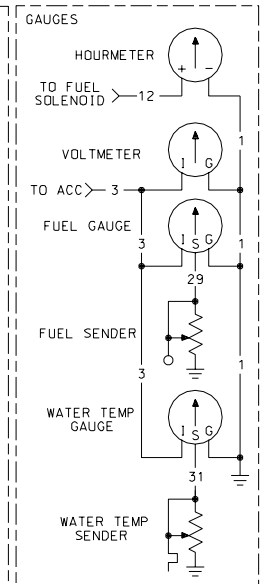 GAUGES
HOURMETER
+ -
TO FUEL
SOLENOID 12
1
VOLTMETER
I G
TO ACC 3
FUEL GAUGE
3 I S G 1
29
FUEL SENDER
3 1
WATER TEMP
GAUGE
I S G
31
WATER TEMP
SENDER